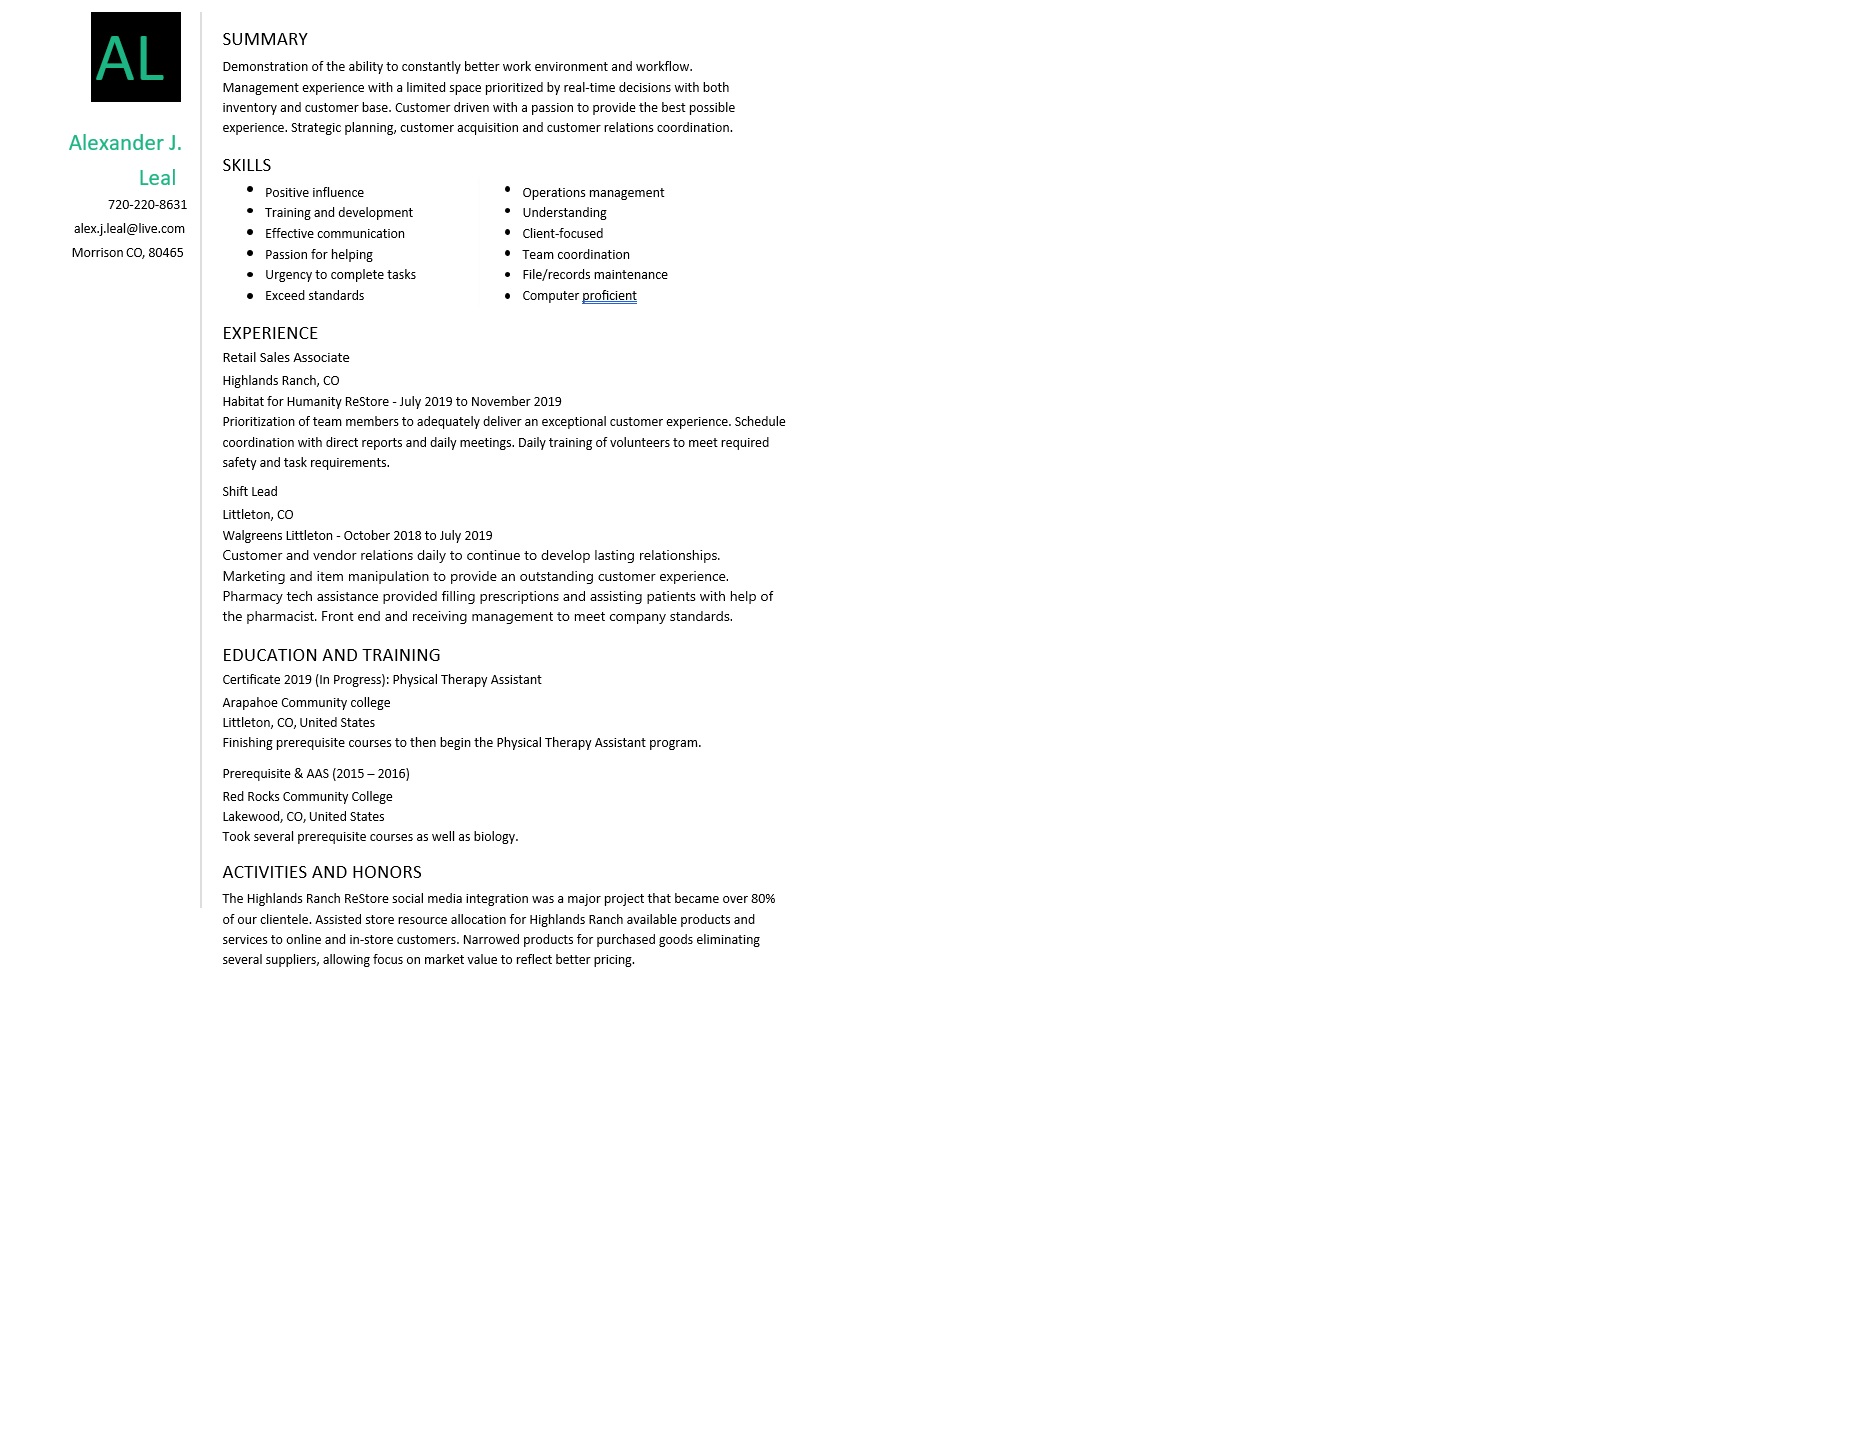 AL
Alexander J.
Leal
720-220-8631
alex.j.leal@live.com
Morrison CO, 80465
SUMMARY
Demonstration of the ability to constantly better work environment and workflow.
Management experience with a limited space prioritized by real-time decisions with both
inventory and customer base. Customer driven with a passion to provide the best possible
experience. Strategic planning, customer acquisition and customer relations coordination.
SKILLS
• Positive influence
• Training and development
• Effective communication
• Passion for helping
• Urgency to complete tasks
• Exceed standards
• Operations management
• Understanding
• Client-focused
• Team coordination
• File/records maintenance
• Computer proficient
EXPERIENCE
Retail Sales Associate
Highlands Ranch, CO
Habitat for Humanity ReStore - July 2019 to November 2019
Prioritization of team members to adequately deliver an exceptional customer experience. Schedule
coordination with direct reports and daily meetings. Daily training of volunteers to meet required
safety and task requirements.
Shift Lead
Littleton, CO
Walgreens Littleton - October 2018 to July 2019
Customer and vendor relations daily to continue to develop lasting relationships.
Marketing and item manipulation to provide an outstanding customer experience.
Pharmacy tech assistance provided filling prescriptions and assisting patients with help of
the pharmacist. Front end and receiving management to meet company standards.
EDUCATION AND TRAINING
Certificate 2019 (In Progress): Physical Therapy Assistant
Arapahoe Community college
Littleton, CO, United States
Finishing prerequisite courses to then begin the Physical Therapy Assistant program.
Prerequisite & AAS (2015 – 2016)
Red Rocks Community College
Lakewood, CO, United States
Took several prerequisite courses as well as biology.
ACTIVITIES AND HONORS
The Highlands Ranch ReStore social media integration was a major project that became over 80%
of our clientele. Assisted store resource allocation for Highlands Ranch available products and
services to online and in-store customers. Narrowed products for purchased goods eliminating
several suppliers, allowing focus on market value to reflect better pricing.